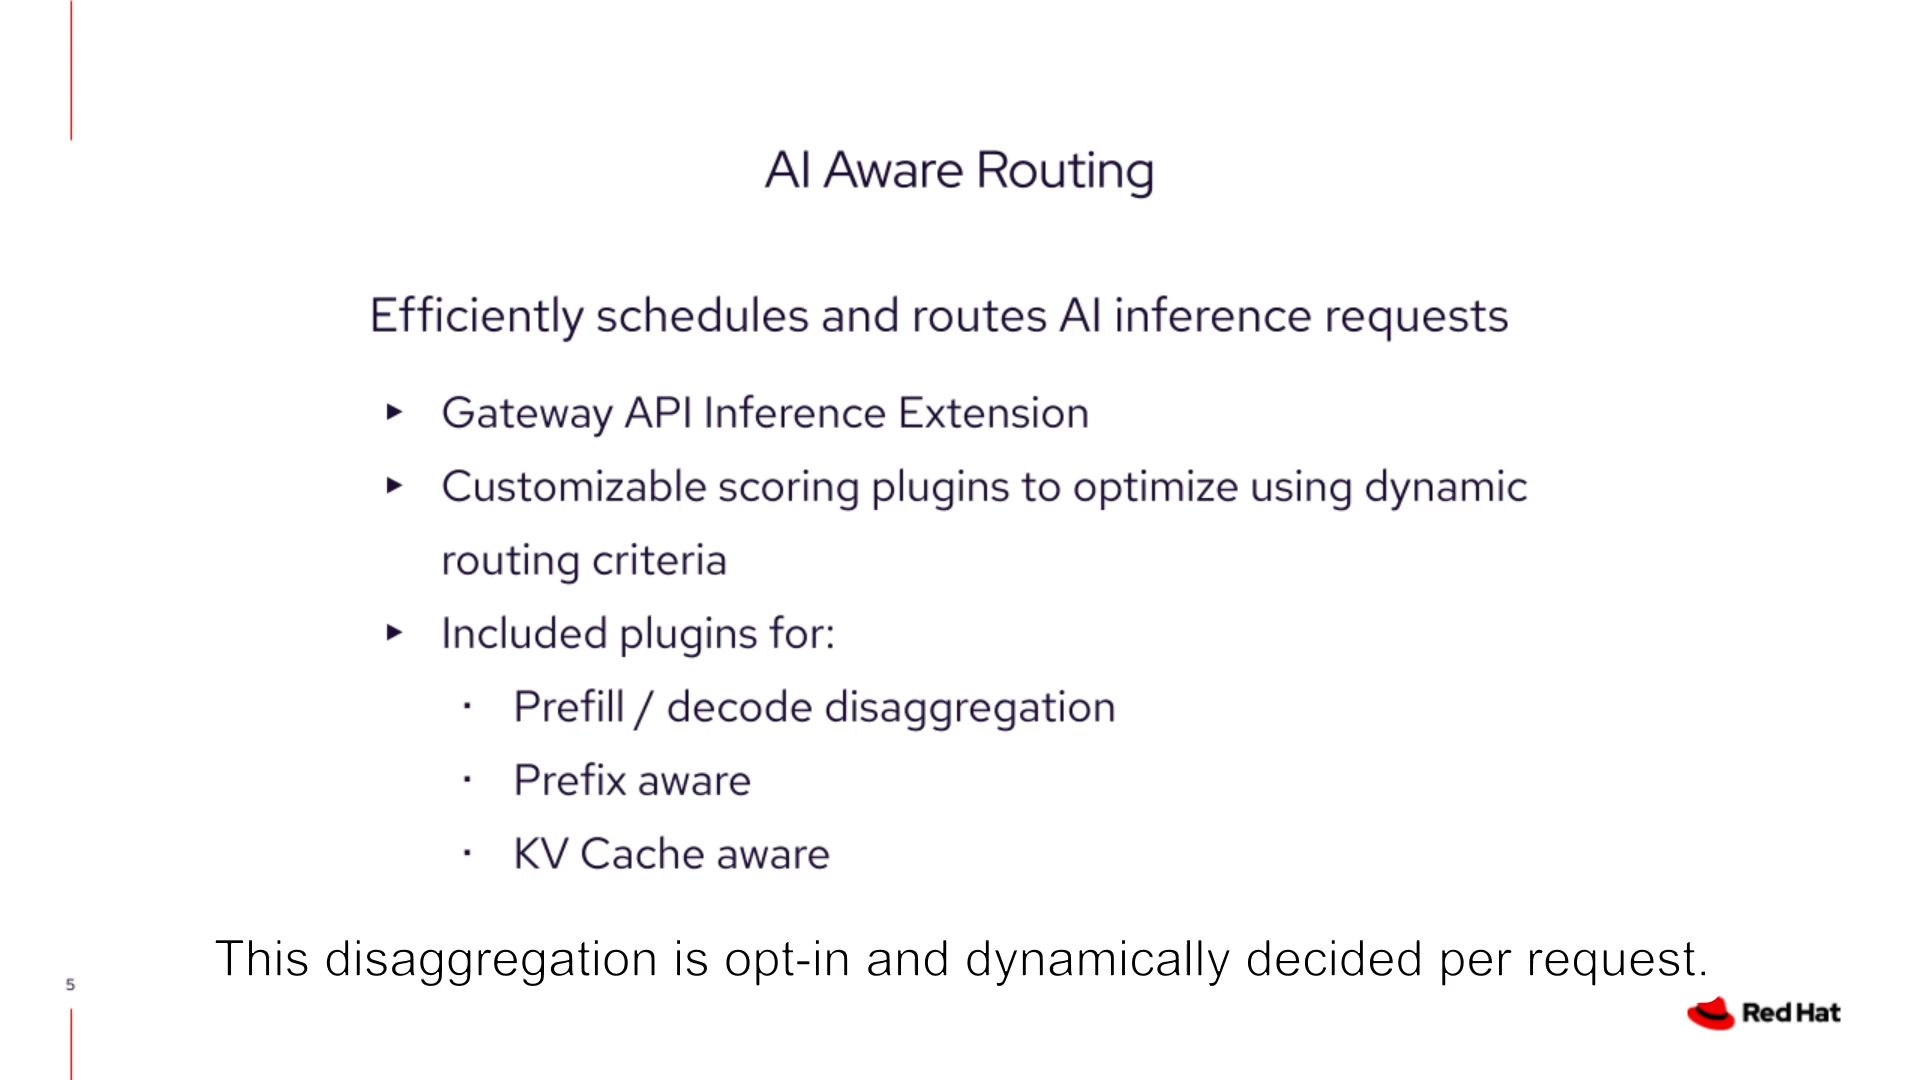 AI Aware Routing
Efficiently schedules and routes AI inference requests
▸ Gateway API Inference Extension
▸ Customizable scoring plugins to optimize using dynamic
routing criteria
▸ Included plugins for:
· Prefill / decode disaggregation
· Prefix aware
· KV Cache aware
This disaggregation is opt-in and dynamically decided per request.
5
Red Hat